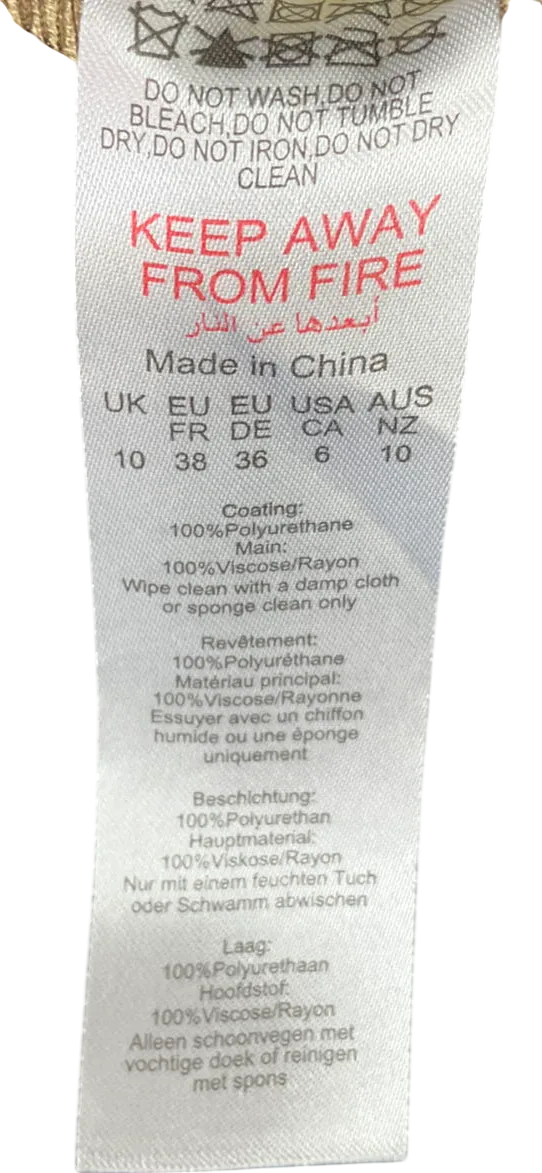 DO NOT WASH,DO NOT
BLEACH,DO NOT TUMBLE
DRY,DO NOT IRON,DO NOT DRY
CLEAN
KEEP AWAY
FROM FIRE
أبعدها عن النار
Made in China
UK EU EU USA AUS
FR DE CA NZ
10 38 36 6 10
Coating:
100%Polyurethane
Main:
100%Viscose/Rayon
Wipe clean with a damp cloth
or sponge clean only
Revêtement:
100%Polyuréthane
Matériau principal:
100%Viscose/Rayonne
Essuyer avec un chiffon
humide ou une éponge
uniquement
Beschichtung:
100%Polyurethan
Hauptmaterial:
100%Viskose/Rayon
Nur mit einem feuchten Tuch
oder Schwamm abwischen
Laag:
100%Polyurethaan
Hoofdstof:
100%Viscose/Rayon
Alleen schoonvegen met
vochtige doek of reinigen
met spons